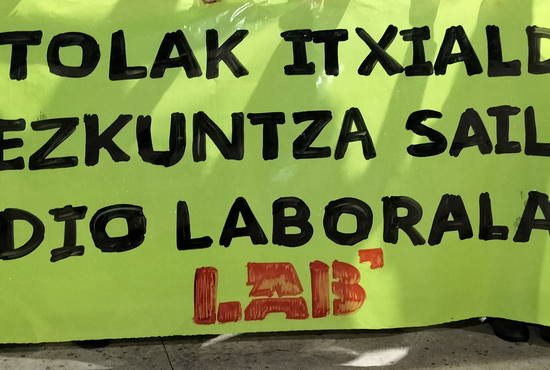 TOLAK ITXIALD
EZKUNTZA SAIL
DIO LABORALA
LAB